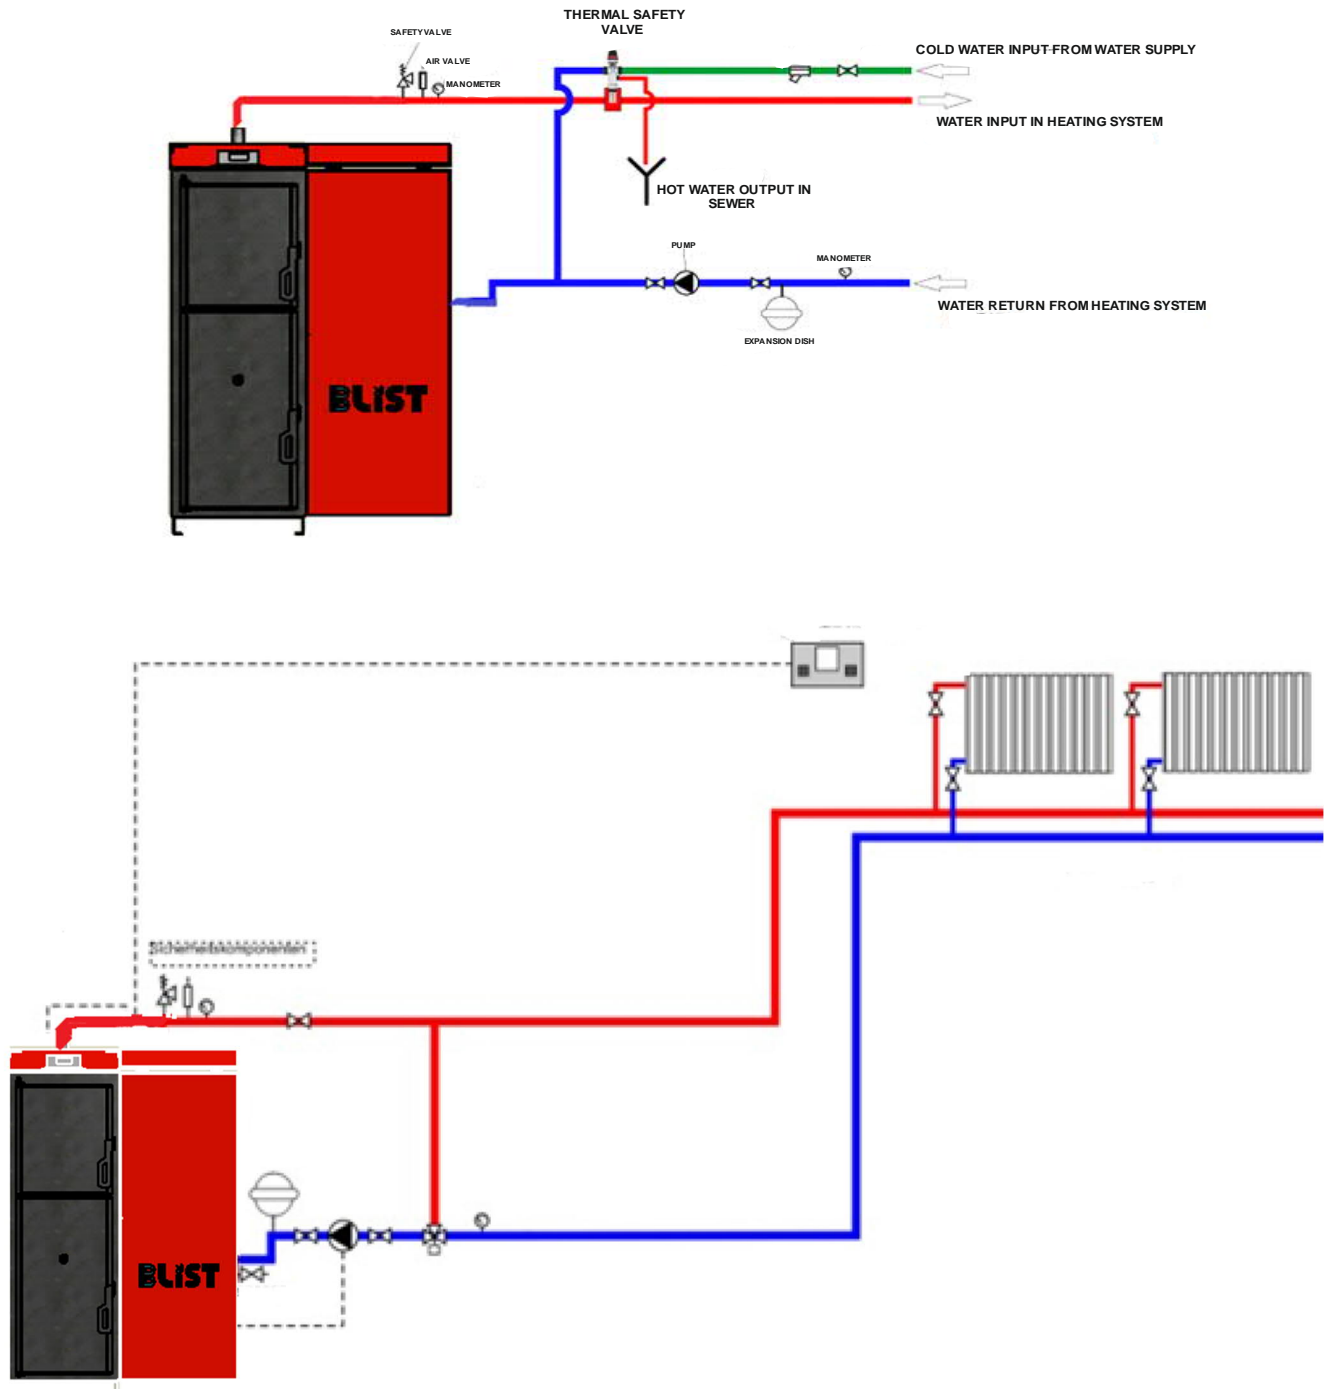 THERMAL SAFETY
VALVE
SAFETYVALVE
AIR VALVE
MANOMETER
COLD WATER INPUT FROM WATER SUPPLY
WATER INPUT IN HEATING SYSTEM
HOT WATER OUTPUT IN
SEWER
PUMP
MANOMETER
WATER RETURN FROM HEATING SYSTEM
EXPANSION DISH
BLiST
Sicherheitskomponenten
BLiST